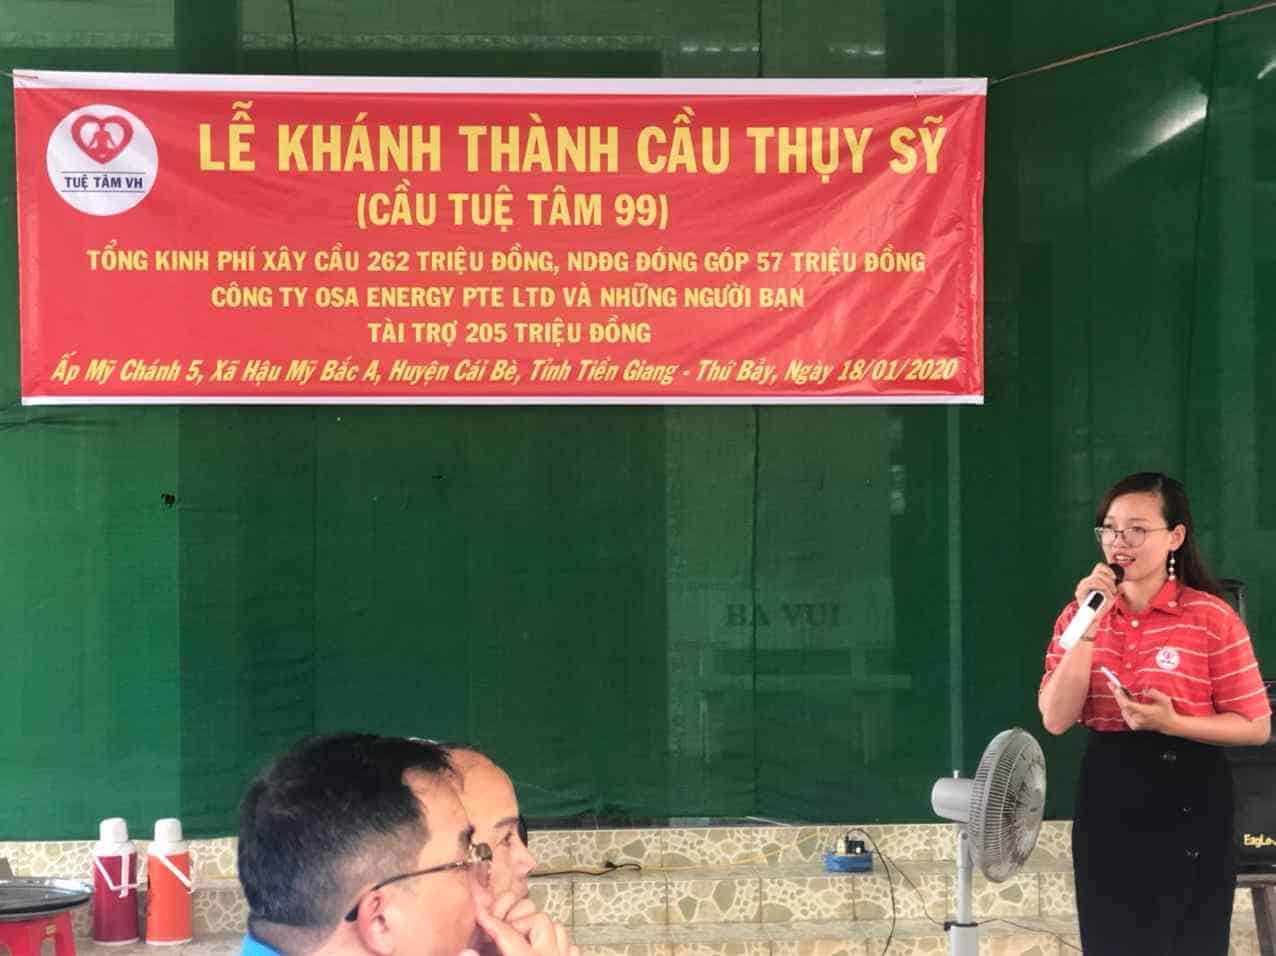 TUỆ TÂM VH
LỄ KHÁNH THÀNH CẦU THỤY SỸ
(CẦU TUỆ TÂM 99)
TỔNG KINH PHÍ XÂY CẦU 262 TRIỆU ĐỒNG, NDĐG ĐÓNG GÓP 57 TRIỆU ĐỒNG
CÔNG TY OSA ENERGY PTE LTD VÀ NHỮNG NGƯỜI BẠN
TÀI TRỢ 205 TRIỆU ĐỒNG
Ấp Mỹ Chánh 5, Xã Hậu Mỹ Bắc A, Huyện Cái Bè, Tỉnh Tiền Giang - Thứ Bảy, Ngày 18/01/2020
BA VUI